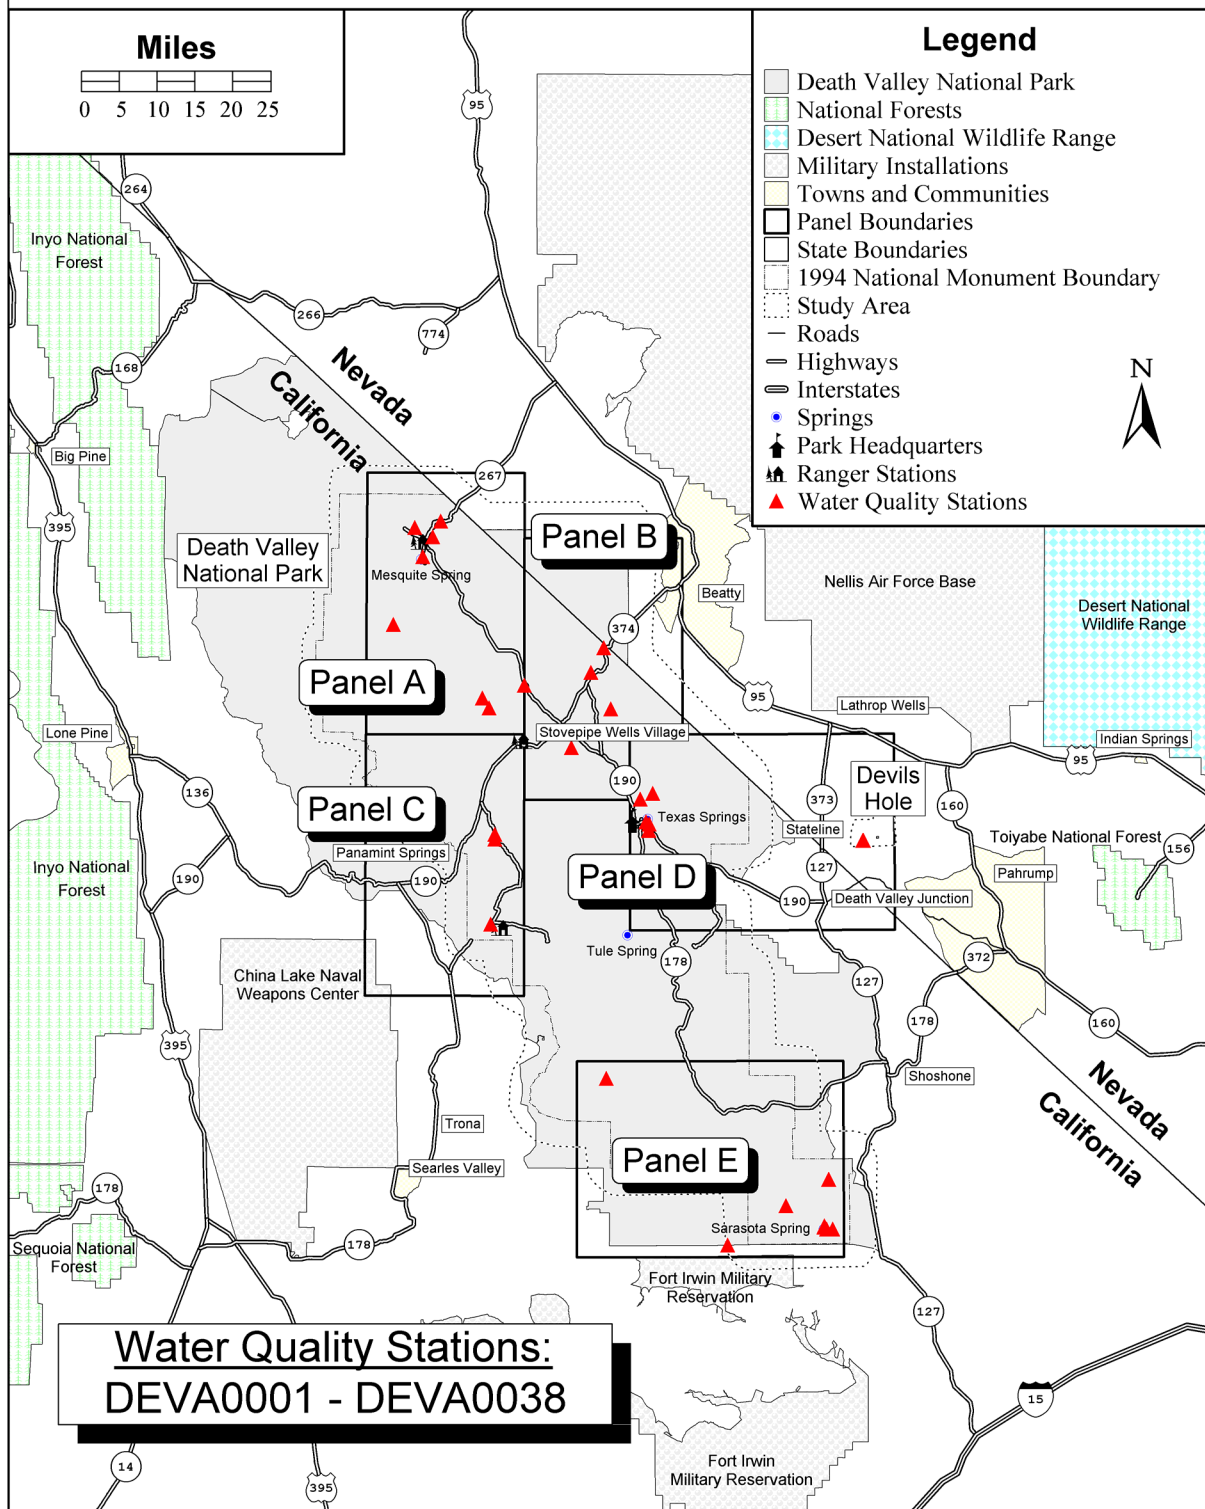 Miles
0 5 10 15 20 25
Legend
Death Valley National Park
National Forests
Desert National Wildlife Range
Military Installations
Towns and Communities
Panel Boundaries
State Boundaries
1994 National Monument Boundary
Study Area
Roads
Highways
Interstates
Springs
Park Headquarters
Ranger Stations
Water Quality Stations
N
95
264
Inyo National
Forest
266
774
168
Nevada
California
Big Pine
267
395
Panel B
Death Valley
National Park
Mesquite Spring
Nellis Air Force Base
Beatty
Desert National
Wildlife Range
374
Panel A
95
Lathrop Wells
Lone Pine
Stovepipe Wells Village
Indian Springs
95
190
Devils
Hole
136
373
160
Panel C
Texas Springs
Stateline
Toiyabe National Forest
156
Panamint Springs
127
Pahrump
Inyo National
Forest
190
190
Panel D
190
Death Valley Junction
Tule Spring
178
372
China Lake Naval
Weapons Center
127
178
160
395
Shoshone
Nevada
California
Trona
Panel E
Searles Valley
178
Sarasota Spring
178
Sequoia National
Forest
Fort Irwin Military
Reservation
127
Water Quality Stations:
DEVA0001 - DEVA0038
15
14
395
Fort Irwin
Military Reservation